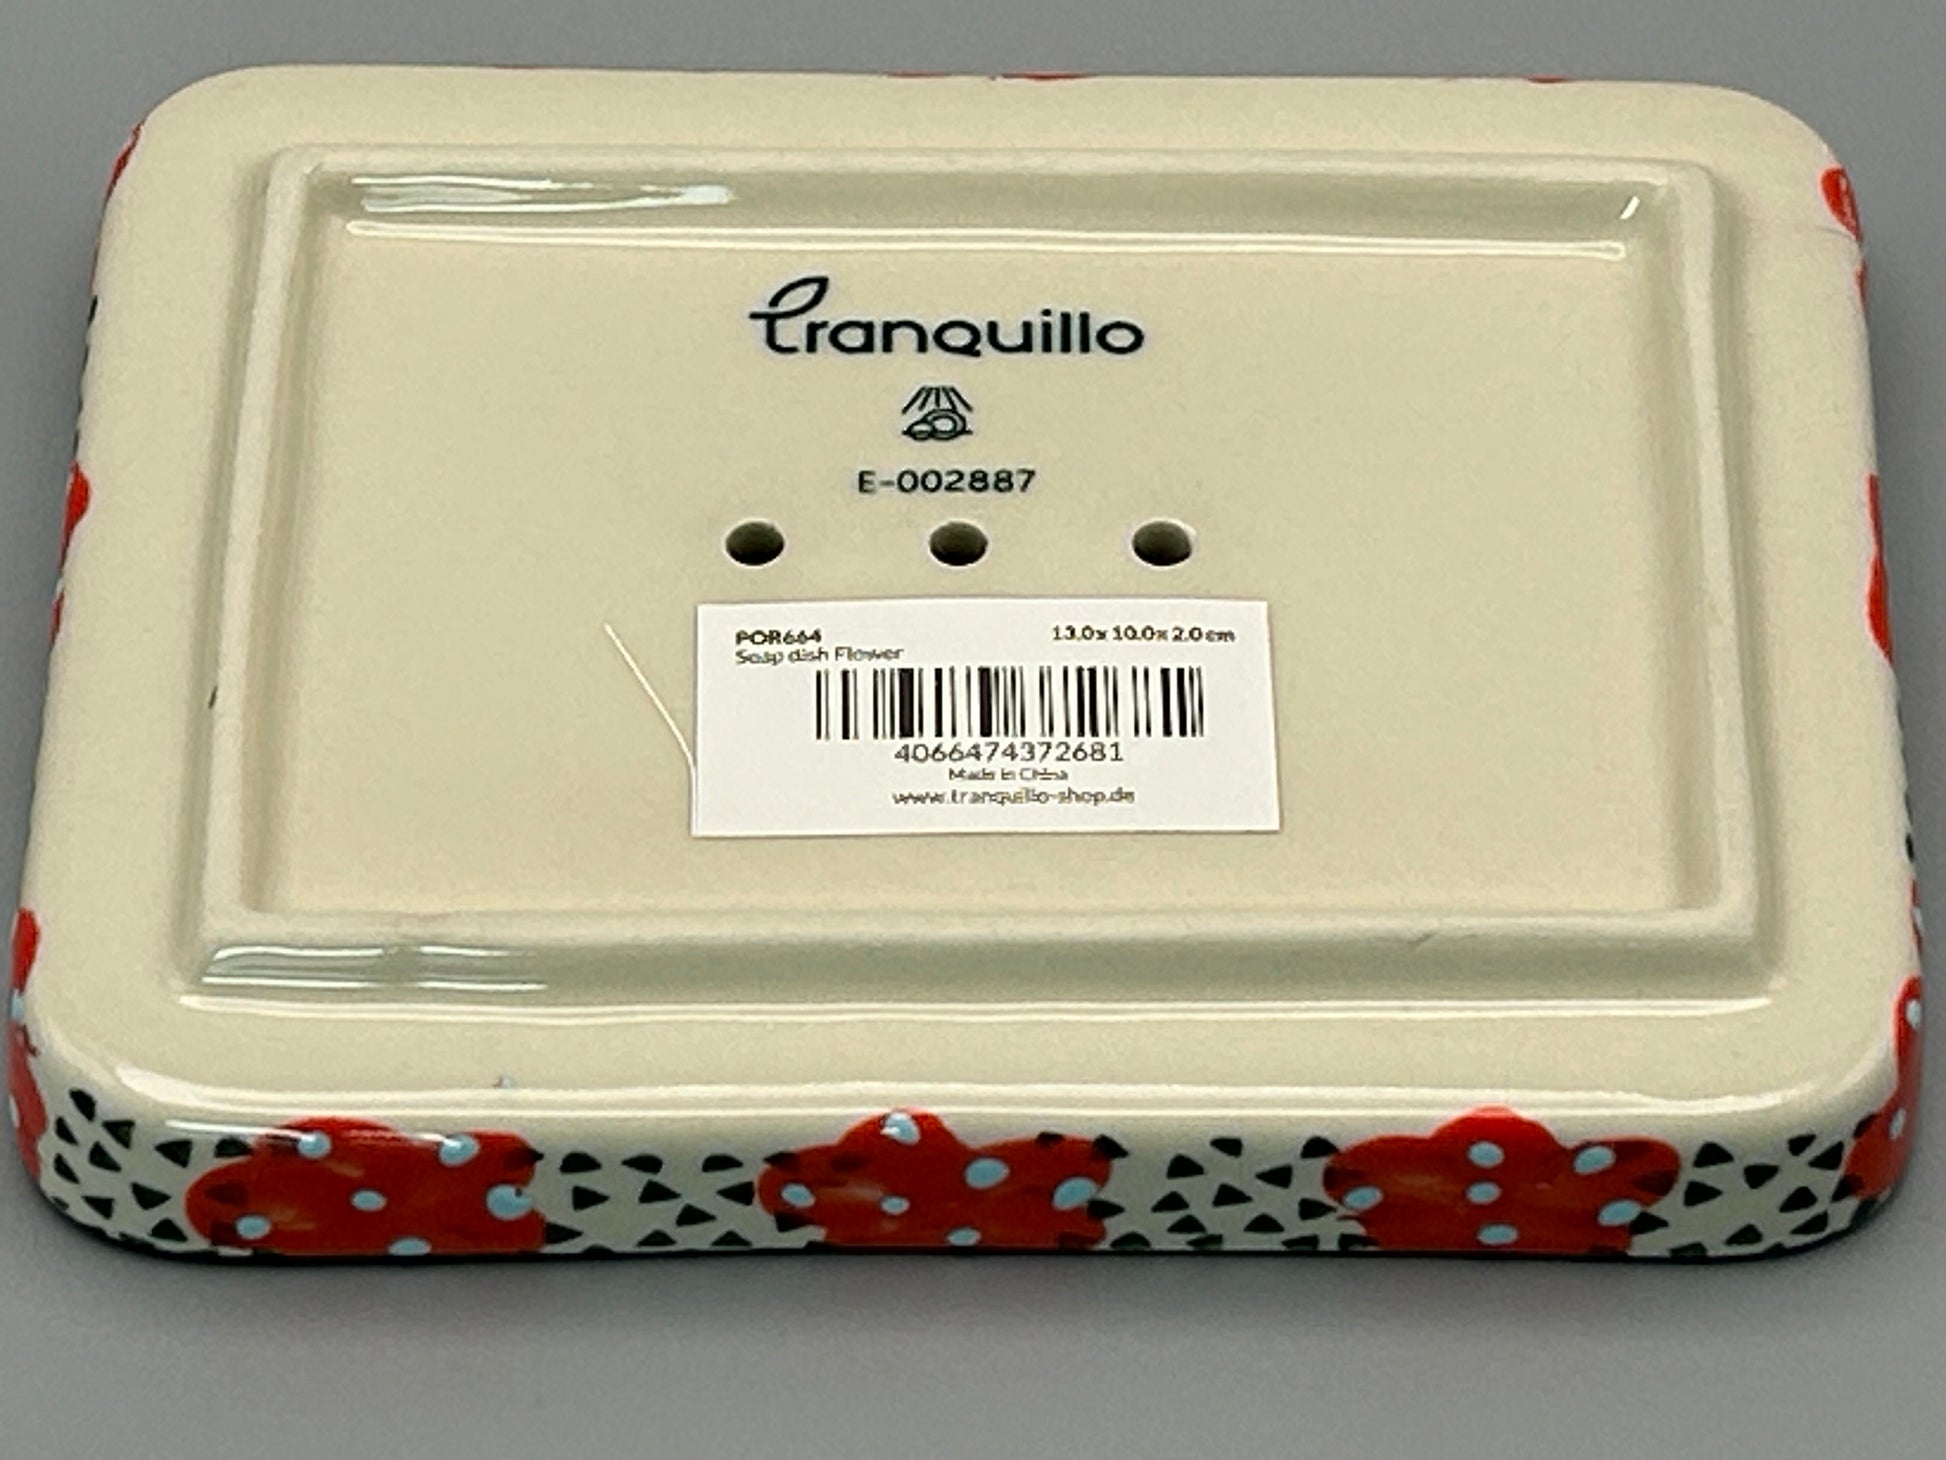 tranquillo
E-002887
POR664 13.0x 10.0x 2.0 cm
Soap dish Flower
4066474372681
Made in China
www.tranquillo-shop.de